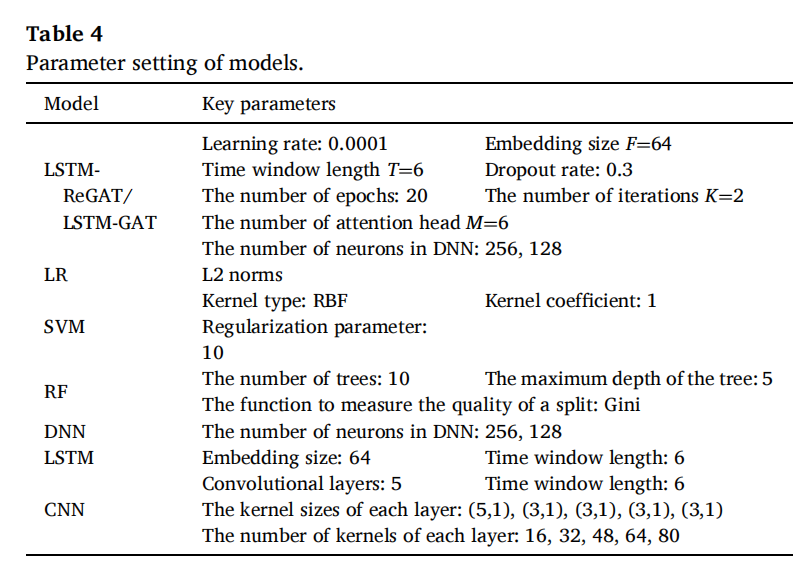 Table 4
Parameter setting of models.
Model Key parameters
Learning rate: 0.0001 Embedding size F=64
LSTM- Time window length T=6 Dropout rate: 0.3
ReGAT/ The number of epochs: 20 The number of iterations K=2
LSTM-GAT The number of attention head M=6
The number of neurons in DNN: 256, 128
LR L2 norms
Kernel type: RBF Kernel coefficient: 1
SVM Regularization parameter:
10
The number of trees: 10 The maximum depth of the tree: 5
RF
The function to measure the quality of a split: Gini
DNN The number of neurons in DNN: 256, 128
LSTM Embedding size: 64 Time window length: 6
Convolutional layers: 5 Time window length: 6
CNN The kernel sizes of each layer: (5,1), (3,1), (3,1), (3,1), (3,1)
The number of kernels of each layer: 16, 32, 48, 64, 80